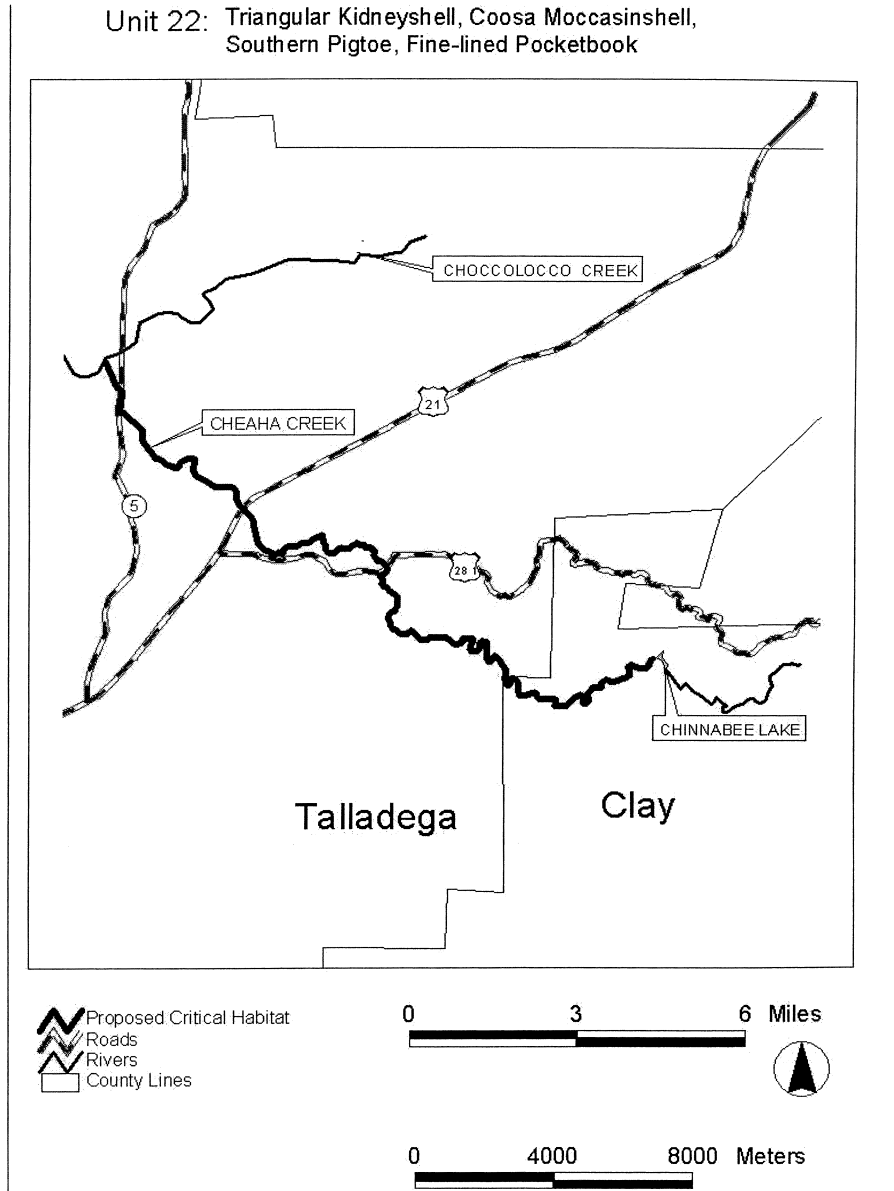 Unit 22: Triangular Kidneyshell, Coosa Moccasinshell,
Southern Pigtoe, Fine-lined Pocketbook
CHOCCOLOCCO CREEK
21
CHEAHA CREEK
5
28 1
CHINNABEE LAKE
Talladega
Clay
Proposed Critical Habitat
Roads
Rivers
County Lines
0 3 6 Miles
0 4000 8000 Meters